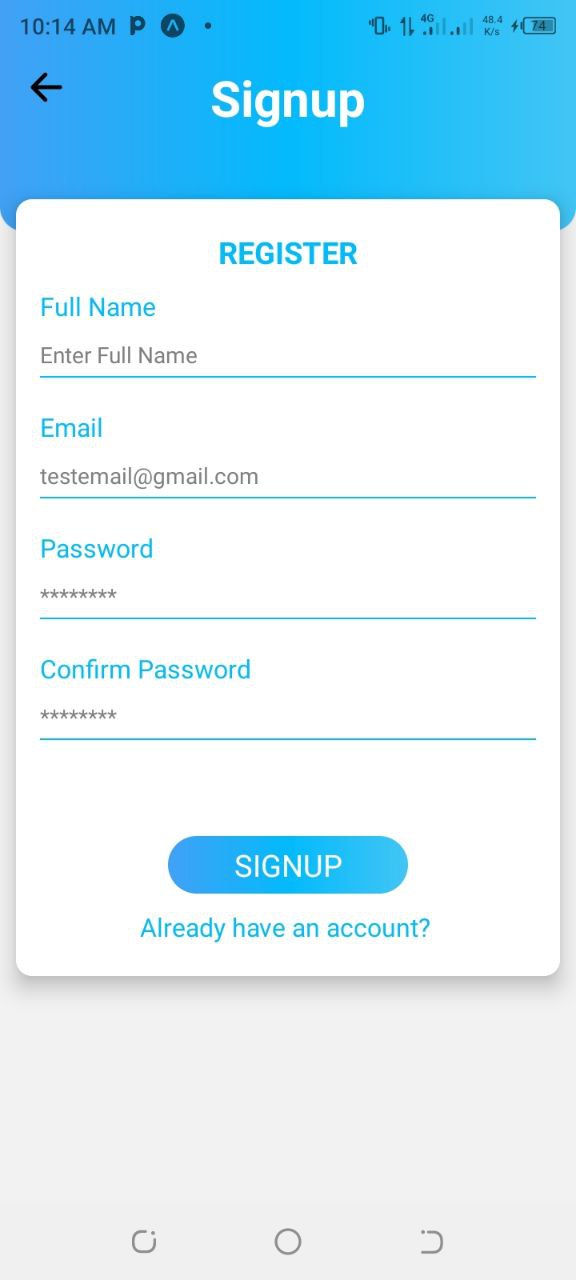 10:14 AM
4G
48.4
K/s
74
Signup
REGISTER
Full Name
Enter Full Name
Email
testemail@gmail.com
Password
********
Confirm Password
********
SIGNUP
Already have an account?